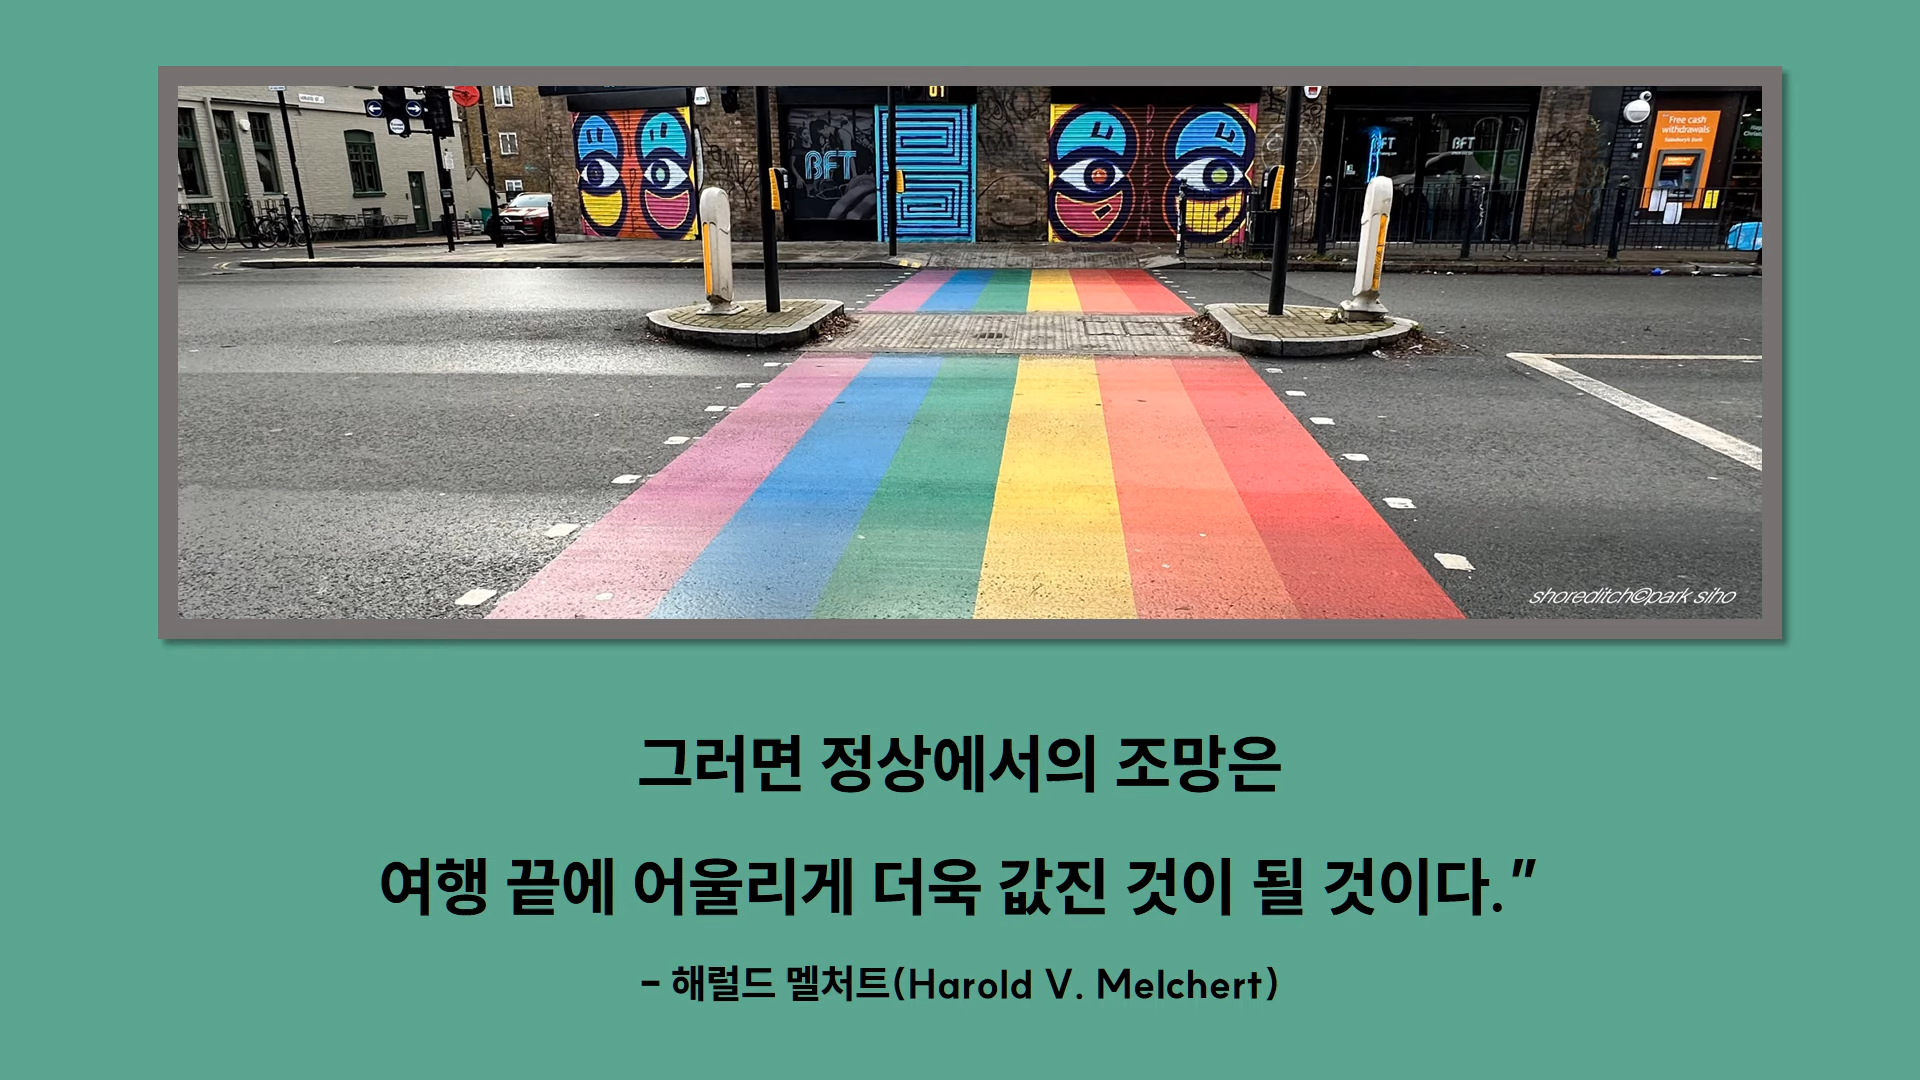 01
BFT
BFT
BFT
Free cash
withdrawals
shoreditch©park siho
그러면 정상에서의 조망은
여행 끝에 어울리게 더욱 값진 것이 될 것이다.”
- 해럴드 멜처트(Harold V. Melchert)